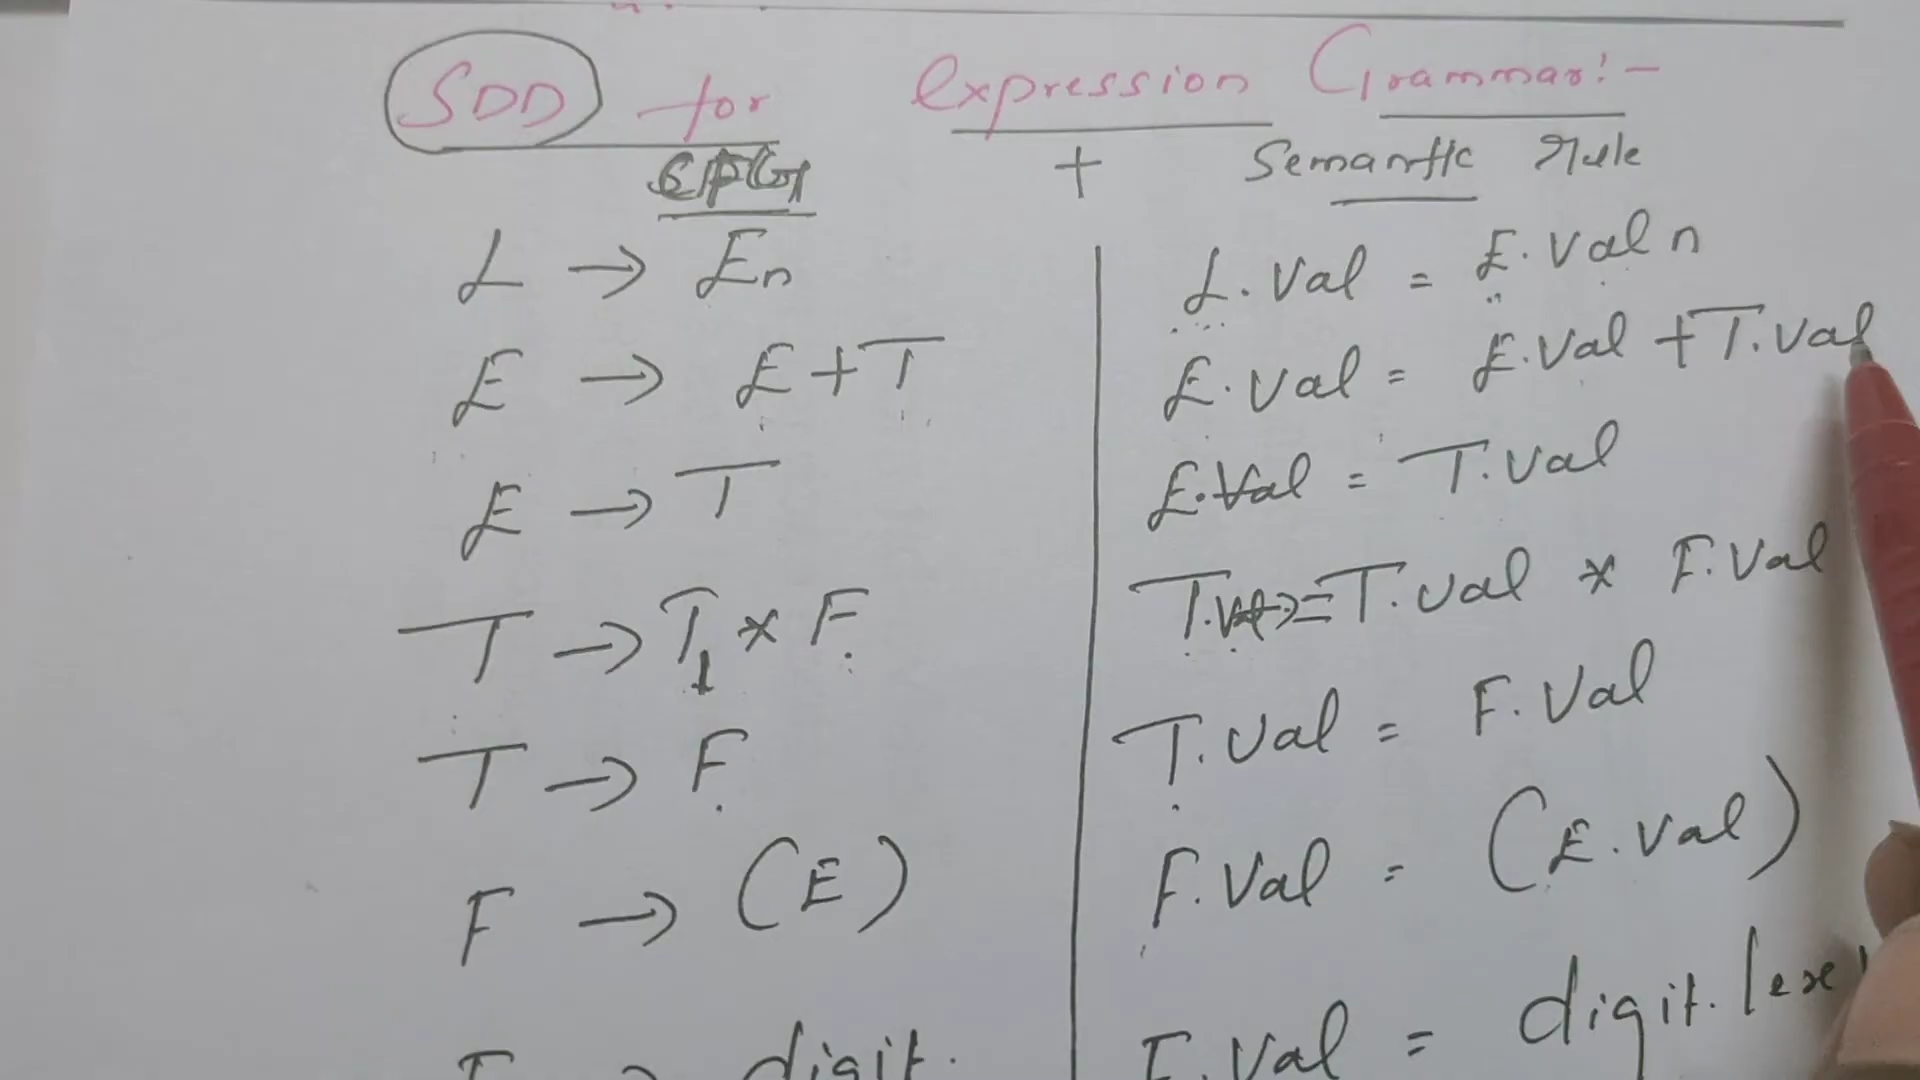 SDD for expression Grammar:-
CFG + Semantic rule
L → En L.val = E.val n
E → E+T E.val = E.val + T.val
E → T E.val = T.val
T → T1 * F T.val = T.val * F.val
T → F T.val = F.val
F → (E) F.val = (E.val)
F → digit. F.val = digit.lex